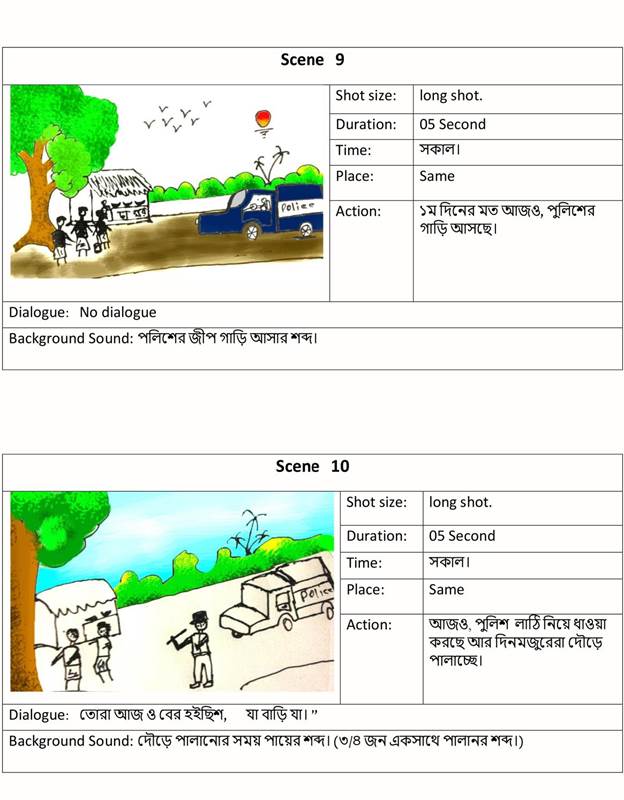 Scene 9
Shot size: long shot.
Duration: 05 Second
Time: সকাল।
Place: Same
Action: ১ম দিনের মত আজও, পুলিশের
গাড়ি আসছে।
Police
Dialogue: No dialogue
Background Sound: পলিশের জীপ গাড়ি আসার শব্দ।
Scene 10
Shot size: long shot.
Duration: 05 Second
Time: সকাল।
Place: Same
Action: আজও, পুলিশ লাঠি নিয়ে ধাওয়া
করছে আর দিনমজুরেরা দৌড়ে
পালাচ্ছে।
Police
Dialogue: তোরা আজ ও বের হইছিশ, যা বাড়ি যা। ”
Background Sound: দৌড়ে পালানোর সময় পায়ের শব্দ। (৩/৪ জন একসাথে পালানর শব্দ।)